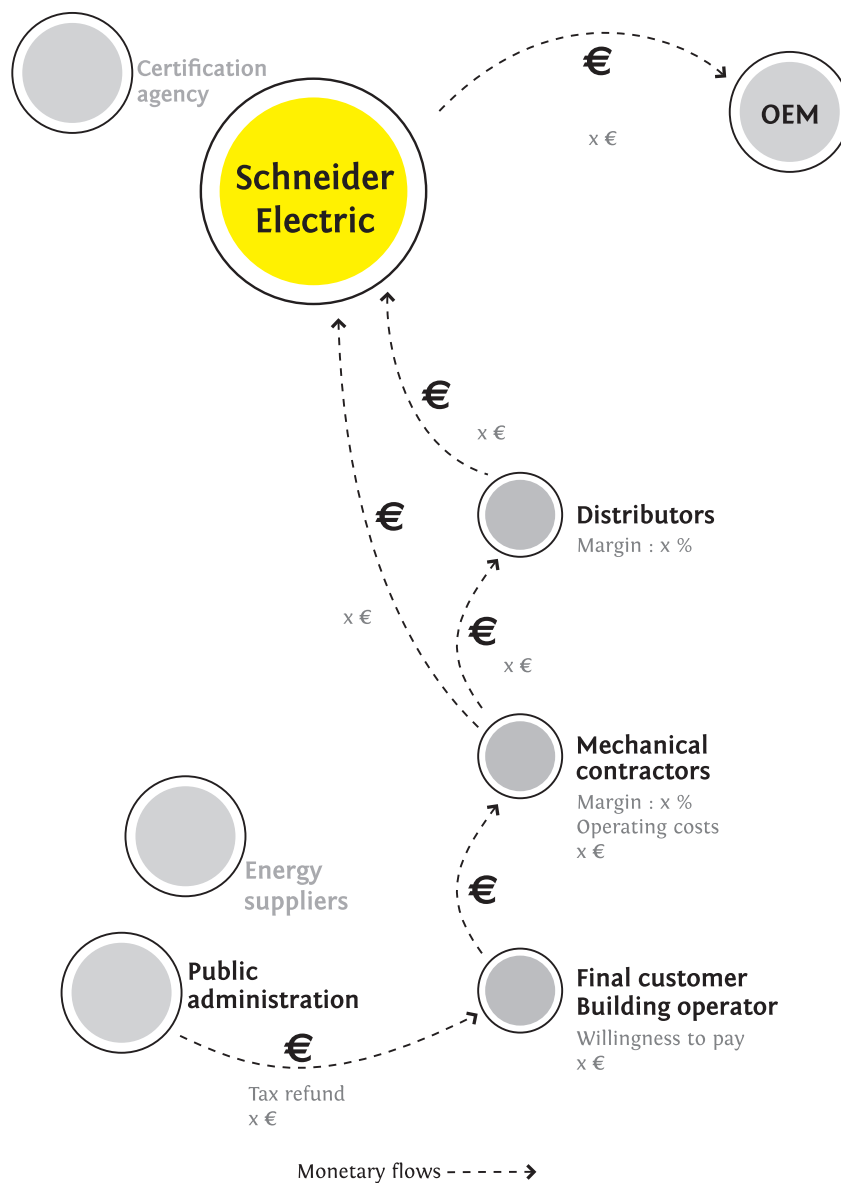 Certification
agency
€
OEM
x €
Schneider
Electric
€
x €
€
Distributors
Margin : x %
x €
€
x €
Mechanical
contractors
Margin : x %
Operating costs
x €
Energy
suppliers
€
Public
administration
Final customer
Building operator
Willingness to pay
x €
€
Tax refund
x €
Monetary flows